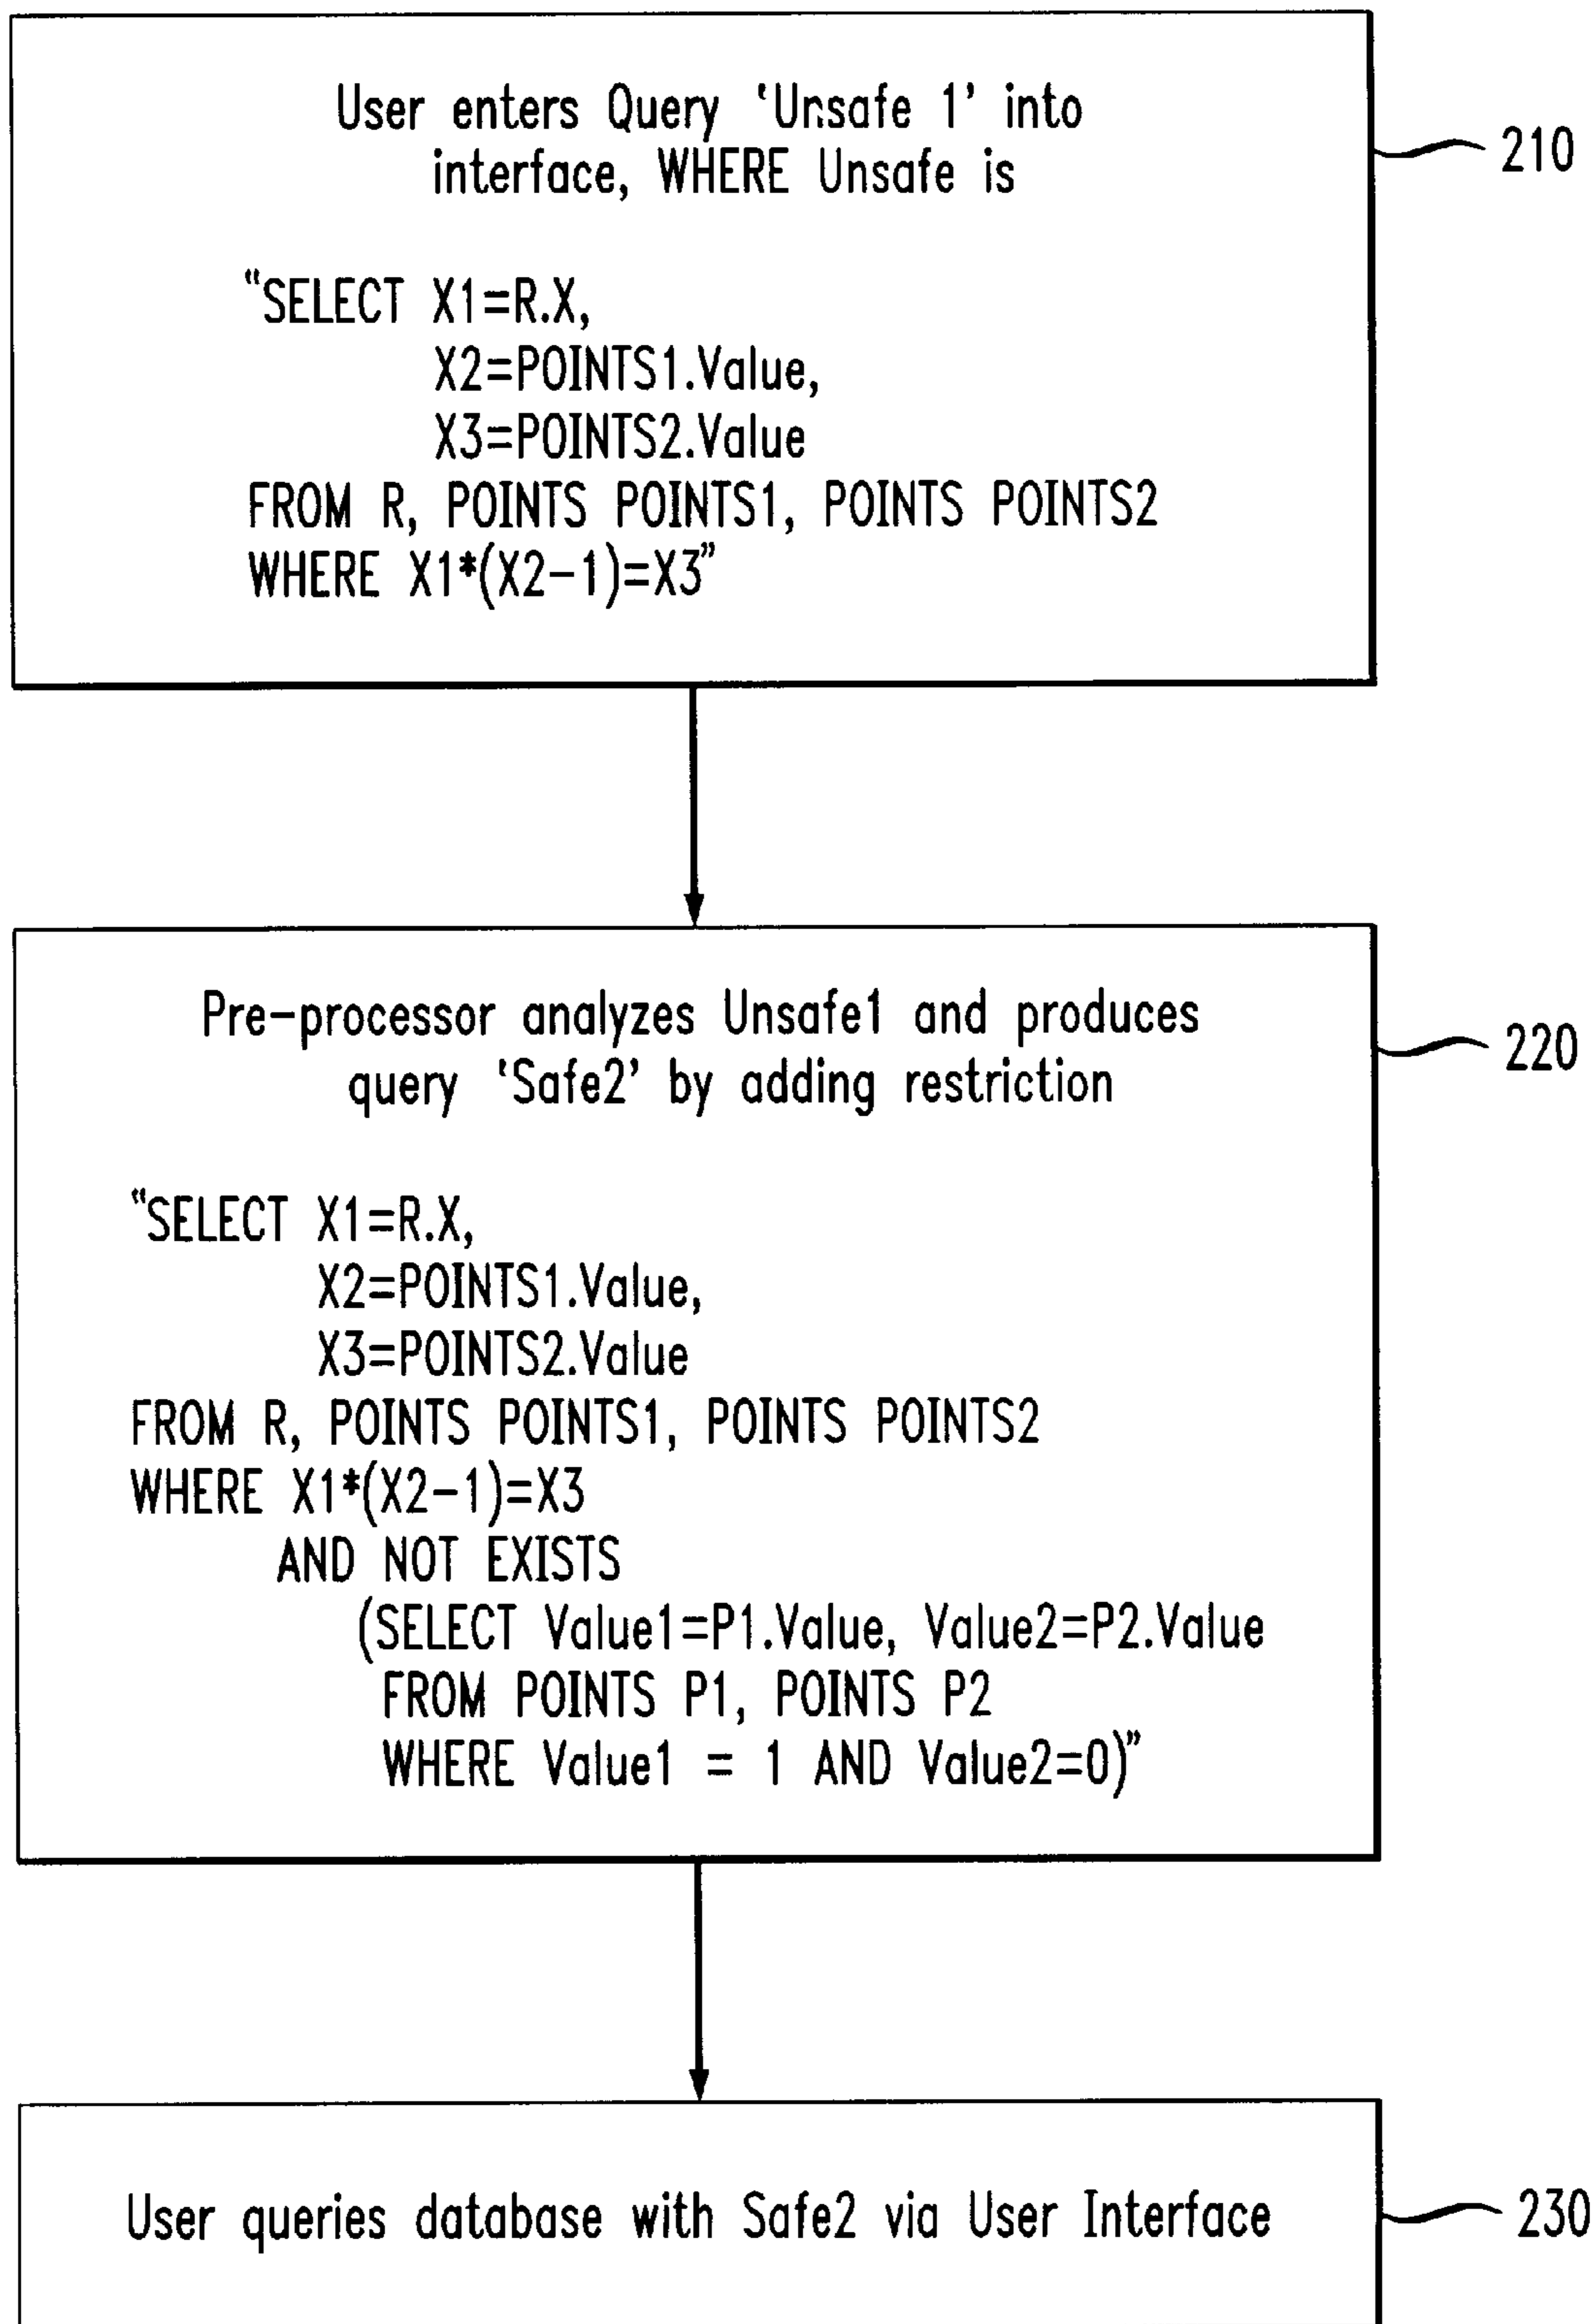 User enters Query ‘Unsafe 1’ into
interface, WHERE Unsafe is
210
“SELECT X1=R.X,
X2=POINTS1.Value,
X3=POINTS2.Value
FROM R, POINTS POINTS1, POINTS POINTS2
WHERE X1*(X2-1)=X3”
Pre-processor analyzes Unsafe1 and produces
query ‘Safe2’ by adding restriction
220
“SELECT X1=R.X,
X2=POINTS1.Value,
X3=POINTS2.Value
FROM R, POINTS POINTS1, POINTS POINTS2
WHERE X1*(X2-1)=X3
AND NOT EXISTS
(SELECT Value1=P1.Value, Value2=P2.Value
FROM POINTS P1, POINTS P2
WHERE Value1 = 1 AND Value2=0)”
User queries database with Safe2 via User Interface
230